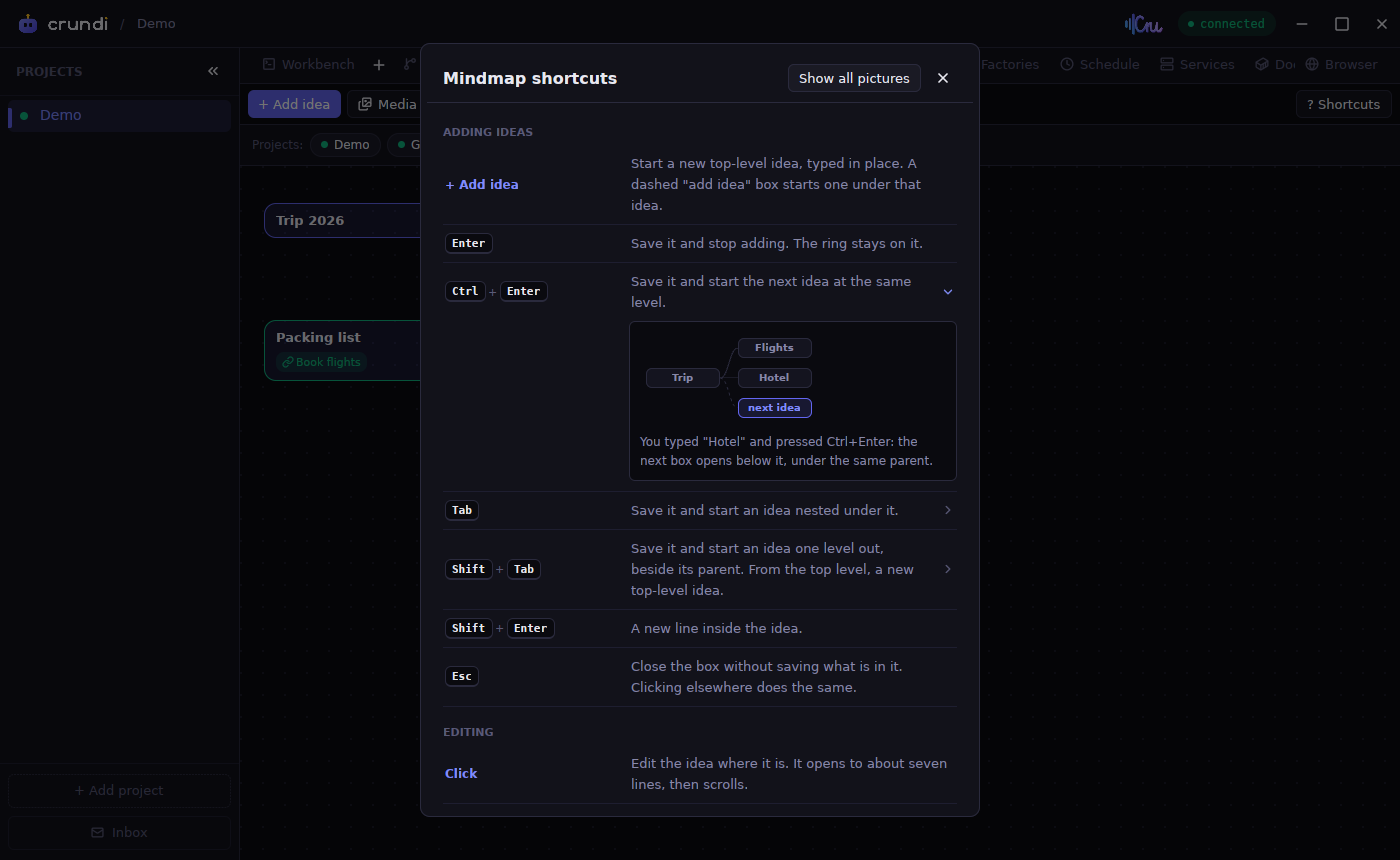 crundi / Demo
Cru
connected
PROJECTS
Workbench
Factories
Schedule
Services
Browser
Demo
+ Add idea
Media
? Shortcuts
Projects:
Demo
Trip 2026
Packing list
Book flights
+ Add project
Inbox
Mindmap shortcuts
Show all pictures
ADDING IDEAS
+ Add idea
Start a new top-level idea, typed in place. A
dashed "add idea" box starts one under that
idea.
Enter
Save it and stop adding. The ring stays on it.
Ctrl + Enter
Save it and start the next idea at the same
level.
Flights
Trip
Hotel
next idea
You typed "Hotel" and pressed Ctrl+Enter: the
next box opens below it, under the same parent.
Tab
Save it and start an idea nested under it.
Shift + Tab
Save it and start an idea one level out,
beside its parent. From the top level, a new
top-level idea.
Shift + Enter
A new line inside the idea.
Esc
Close the box without saving what is in it.
Clicking elsewhere does the same.
EDITING
Click
Edit the idea where it is. It opens to about seven
lines, then scrolls.